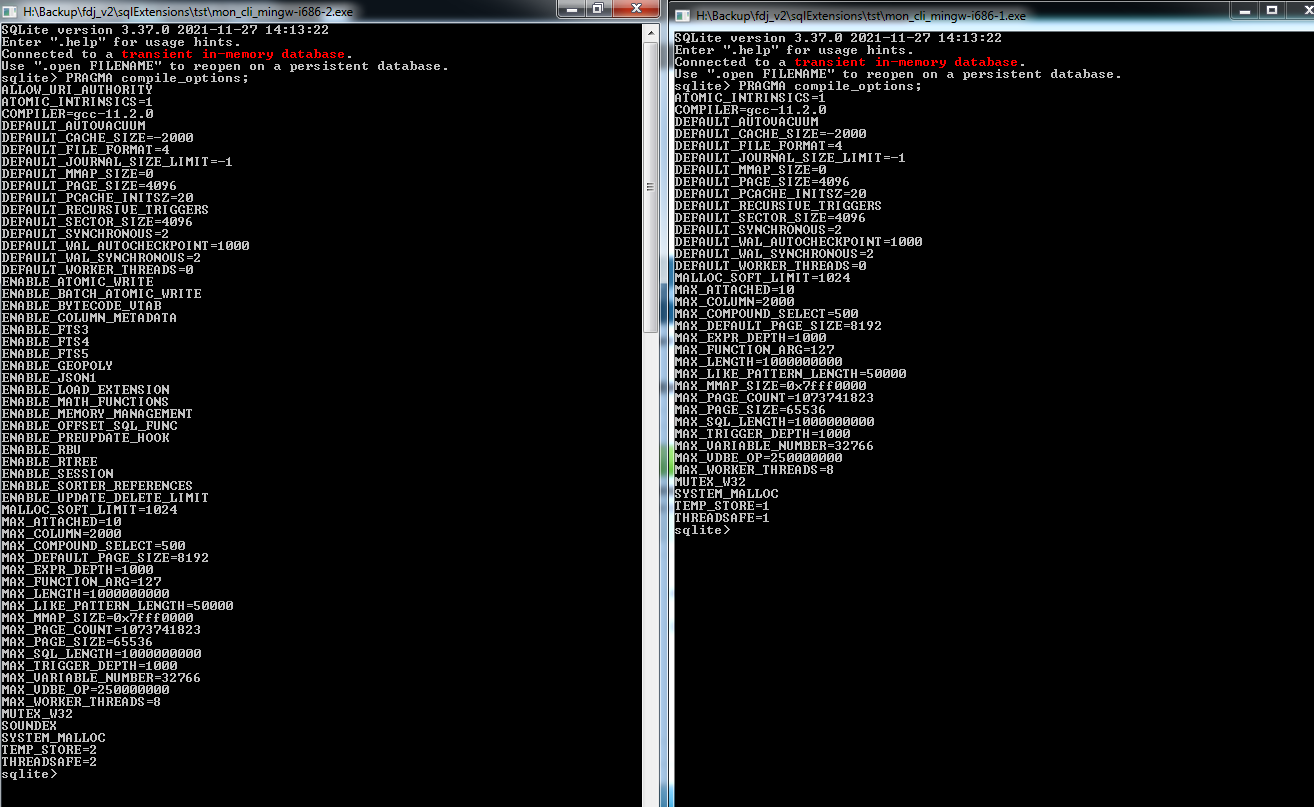 H:\Backup\fdj_v2\sqlExtensions\tst\mon_cli_mingw-i686-2.exe
SQLite version 3.37.0 2021-11-27 14:13:22
Enter ".help" for usage hints.
Connected to a transient in-memory database.
Use ".open FILENAME" to reopen on a persistent database.
sqlite> PRAGMA compile_options;
ALLOW_URI_AUTHORITY
ATOMIC_INTRINSICS=1
COMPILER=gcc-11.2.0
DEFAULT_AUTOVACUUM
DEFAULT_CACHE_SIZE=-2000
DEFAULT_FILE_FORMAT=4
DEFAULT_JOURNAL_SIZE_LIMIT=-1
DEFAULT_MMAP_SIZE=0
DEFAULT_PAGE_SIZE=4096
DEFAULT_PCACHE_INITSZ=20
DEFAULT_RECURSIVE_TRIGGERS
DEFAULT_SECTOR_SIZE=4096
DEFAULT_SYNCHRONOUS=2
DEFAULT_WAL_AUTOCHECKPOINT=1000
DEFAULT_WAL_SYNCHRONOUS=2
DEFAULT_WORKER_THREADS=0
ENABLE_ATOMIC_WRITE
ENABLE_BATCH_ATOMIC_WRITE
ENABLE_BYTECODE_VTAB
ENABLE_COLUMN_METADATA
ENABLE_FTS3
ENABLE_FTS4
ENABLE_FTS5
ENABLE_GEOPOLY
ENABLE_JSON1
ENABLE_LOAD_EXTENSION
ENABLE_MATH_FUNCTIONS
ENABLE_MEMORY_MANAGEMENT
ENABLE_OFFSET_SQL_FUNC
ENABLE_PREUPDATE_HOOK
ENABLE_RBU
ENABLE_RTREE
ENABLE_SESSION
ENABLE_SORTER_REFERENCES
ENABLE_UPDATE_DELETE_LIMIT
MALLOC_SOFT_LIMIT=1024
MAX_ATTACHED=10
MAX_COLUMN=2000
MAX_COMPOUND_SELECT=500
MAX_DEFAULT_PAGE_SIZE=8192
MAX_EXPR_DEPTH=1000
MAX_FUNCTION_ARG=127
MAX_LENGTH=1000000000
MAX_LIKE_PATTERN_LENGTH=50000
MAX_MMAP_SIZE=0x7fff0000
MAX_PAGE_COUNT=1073741823
MAX_PAGE_SIZE=65536
MAX_SQL_LENGTH=1000000000
MAX_TRIGGER_DEPTH=1000
MAX_VARIABLE_NUMBER=32766
MAX_VDBE_OP=250000000
MAX_WORKER_THREADS=8
MUTEX_W32
SOUNDEX
SYSTEM_MALLOC
TEMP_STORE=2
THREADSAFE=2
sqlite>
H:\Backup\fdj_v2\sqlExtensions\tst\mon_cli_mingw-i686-1.exe
SQLite version 3.37.0 2021-11-27 14:13:22
Enter ".help" for usage hints.
Connected to a transient in-memory database.
Use ".open FILENAME" to reopen on a persistent database.
sqlite> PRAGMA compile_options;
ATOMIC_INTRINSICS=1
COMPILER=gcc-11.2.0
DEFAULT_AUTOVACUUM
DEFAULT_CACHE_SIZE=-2000
DEFAULT_FILE_FORMAT=4
DEFAULT_JOURNAL_SIZE_LIMIT=-1
DEFAULT_MMAP_SIZE=0
DEFAULT_PAGE_SIZE=4096
DEFAULT_PCACHE_INITSZ=20
DEFAULT_RECURSIVE_TRIGGERS
DEFAULT_SECTOR_SIZE=4096
DEFAULT_SYNCHRONOUS=2
DEFAULT_WAL_AUTOCHECKPOINT=1000
DEFAULT_WAL_SYNCHRONOUS=2
DEFAULT_WORKER_THREADS=0
MALLOC_SOFT_LIMIT=1024
MAX_ATTACHED=10
MAX_COLUMN=2000
MAX_COMPOUND_SELECT=500
MAX_DEFAULT_PAGE_SIZE=8192
MAX_EXPR_DEPTH=1000
MAX_FUNCTION_ARG=127
MAX_LENGTH=1000000000
MAX_LIKE_PATTERN_LENGTH=50000
MAX_MMAP_SIZE=0x7fff0000
MAX_PAGE_COUNT=1073741823
MAX_PAGE_SIZE=65536
MAX_SQL_LENGTH=1000000000
MAX_TRIGGER_DEPTH=1000
MAX_VARIABLE_NUMBER=32766
MAX_VDBE_OP=250000000
MAX_WORKER_THREADS=8
MUTEX_W32
SYSTEM_MALLOC
TEMP_STORE=1
THREADSAFE=1
sqlite>